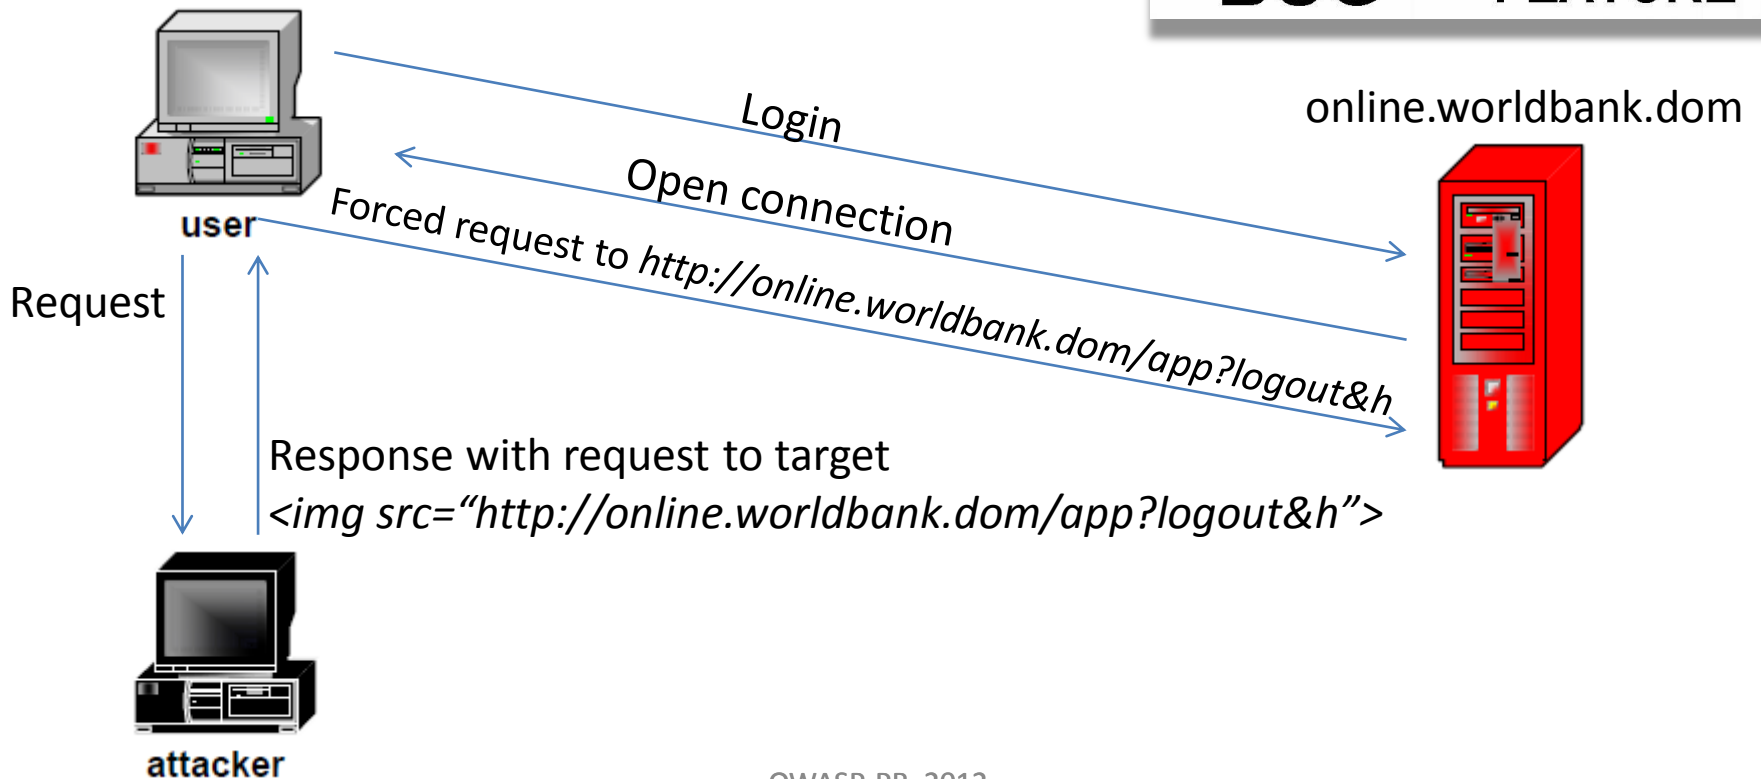 online.worldbank.dom
Login
Open connection
Forced request to http://online.worldbank.dom/app?logout&h
user
Request
Response with request to target
<img src=“http://online.worldbank.dom/app?logout&h”>
attacker